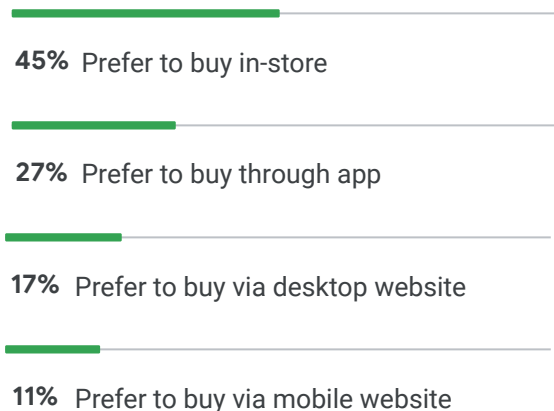 45% Prefer to buy in-store
27% Prefer to buy through app
17% Prefer to buy via desktop website
11% Prefer to buy via mobile website